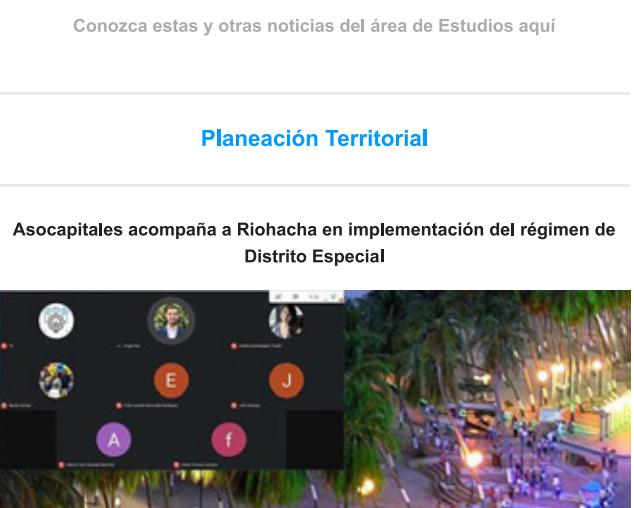 Conozca estas y otras noticias del área de Estudios aquí
Planeación Territorial
Asocapitales acompaña a Riohacha en implementación del régimen de
Distrito Especial
E
J
A
f